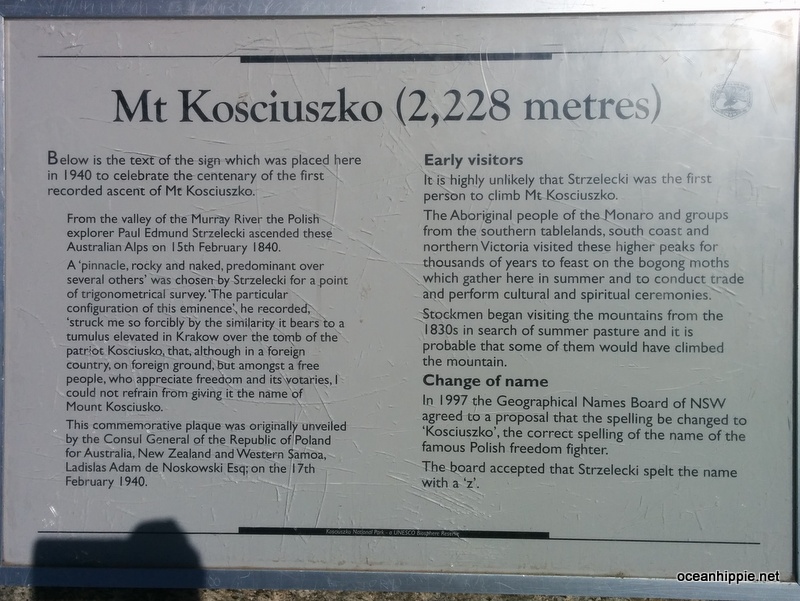 Mt Kosciuszko (2,228 metres)
Below is the text of the sign which was placed here
in 1940 to celebrate the centenary of the first
recorded ascent of Mt Kosciuszko.
From the valley of the Murray River the Polish
explorer Paul Edmund Strzelecki ascended these
Australian Alps on 15th February 1840.
A 'pinnacle, rocky and naked, predominant over
several others' was chosen by Strzelecki for a point
of trigonometrical survey. 'The particular
configuration of this eminence', he recorded,
'struck me so forcibly by the similarity it bears to a
tumulus elevated in Krakow over the tomb of the
patriot Kosciusko, that, although in a foreign
country, on foreign ground, but amongst a free
people, who appreciate freedom and its votaries, I
could not refrain from giving it the name of
Mount Kosciusko.
This commemorative plaque was originally unveiled
by the Consul General of the Republic of Poland
for Australia, New Zealand and Western Samoa,
Ladislas Adam de Noskowski Esq; on the 17th
February 1940.
Early visitors
It is highly unlikely that Strzelecki was the first
person to climb Mt Kosciuszko.
The Aboriginal people of the Monaro and groups
from the southern tablelands, south coast and
northern Victoria visited these higher peaks for
thousands of years to feast on the bogong moths
which gather here in summer and to conduct trade
and perform cultural and spiritual ceremonies.
Stockmen began visiting the mountains from the
1830s in search of summer pasture and it is
probable that some of them would have climbed
the mountain.
Change of name
In 1997 the Geographical Names Board of NSW
agreed to a proposal that the spelling be changed to
'Kosciuszko', the correct spelling of the name of the
famous Polish freedom fighter.
The board accepted that Strzelecki spelt the name
with a 'z'.
Kosciuszko National Park - a UNESCO Biosphere Reserve
oceanhippie.net